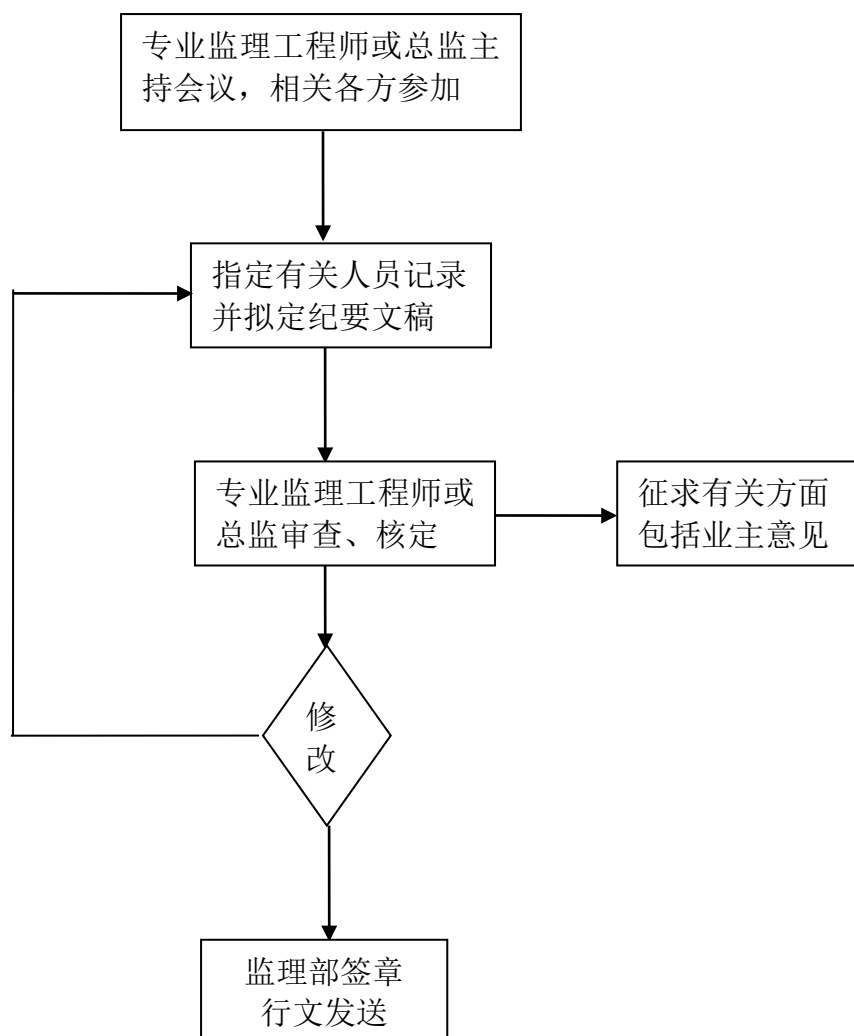 专业监理工程师或总监主
持会议，相关各方参加
指定有关人员记录
并拟定纪要文稿
专业监理工程师或
总监审查、核定
征求有关方面
包括业主意见
修
改
监理部签章
行文发送